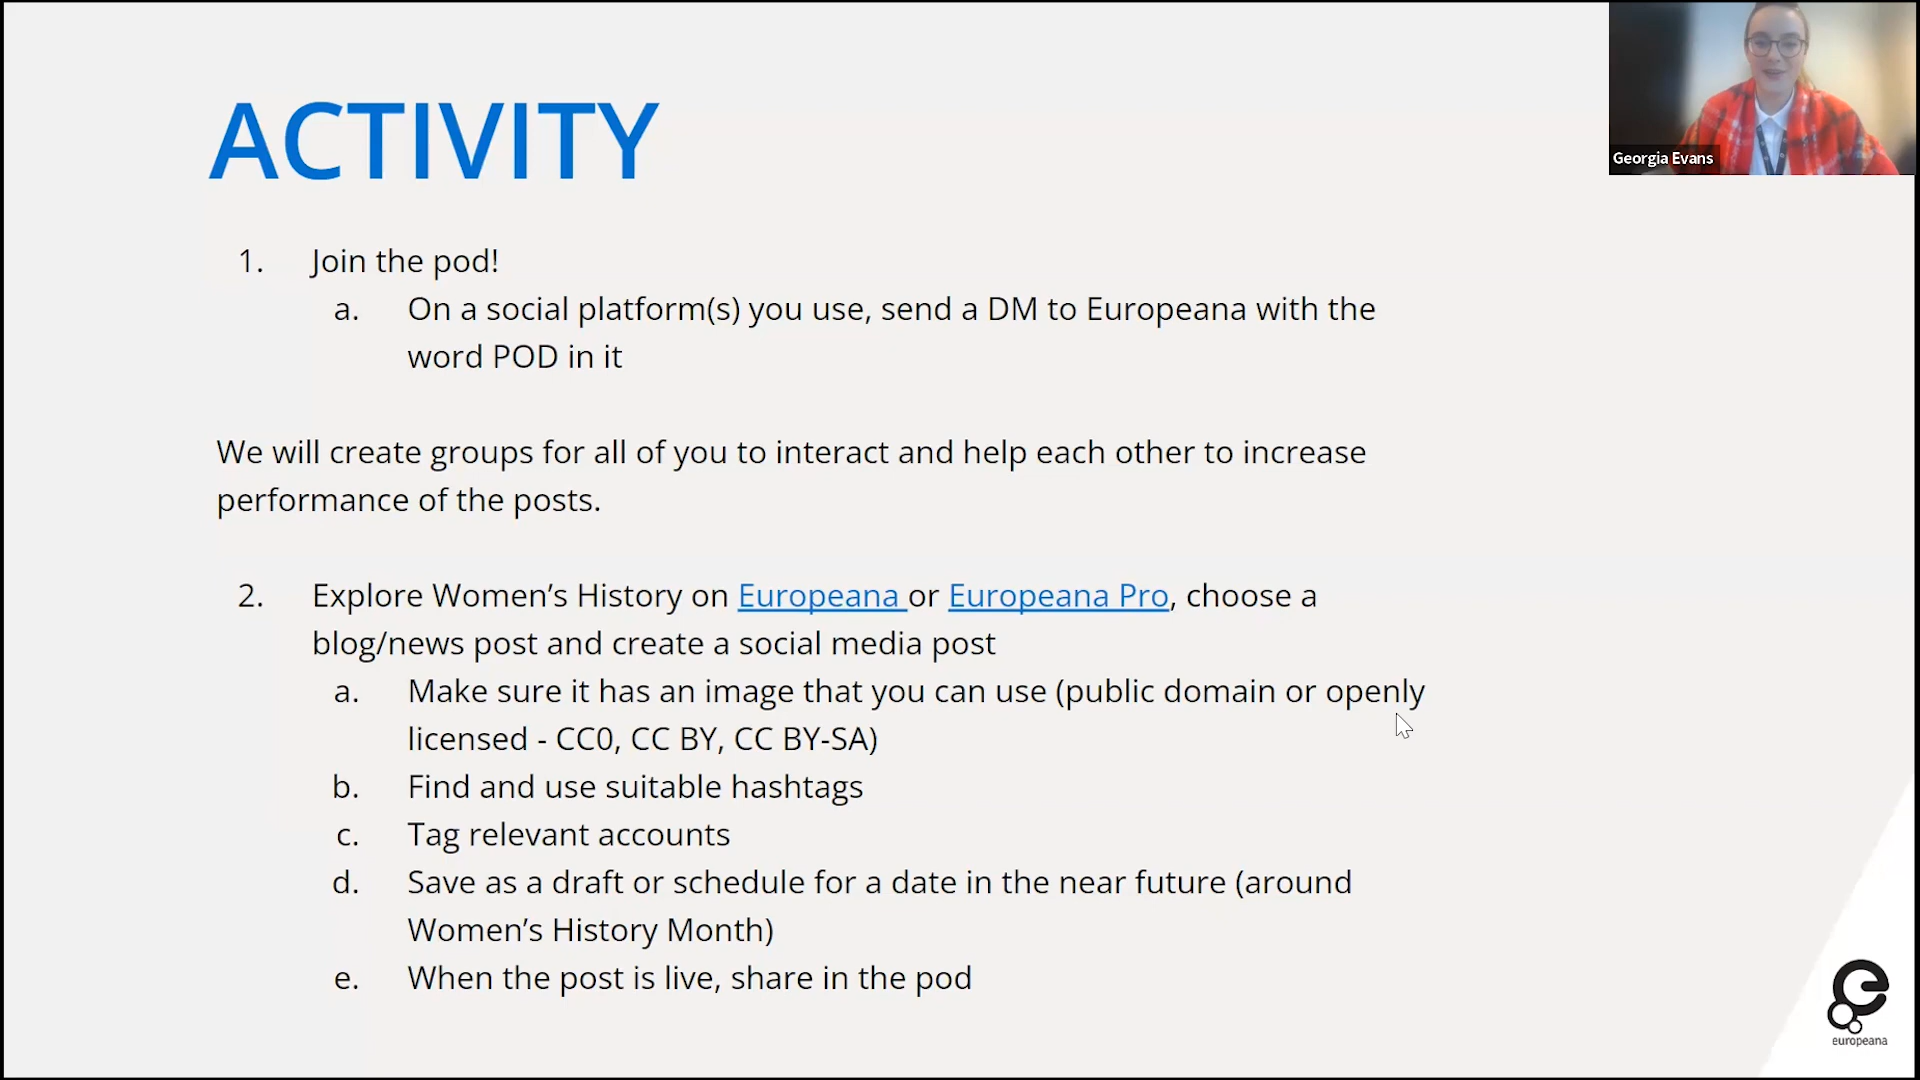 ACTIVITY
Georgia Evans
1. Join the pod!
a. On a social platform(s) you use, send a DM to Europeana with the
word POD in it
We will create groups for all of you to interact and help each other to increase
performance of the posts.
2. Explore Women’s History on Europeana or Europeana Pro, choose a
blog/news post and create a social media post
a. Make sure it has an image that you can use (public domain or openly
licensed - CC0, CC BY, CC BY-SA)
b. Find and use suitable hashtags
c. Tag relevant accounts
d. Save as a draft or schedule for a date in the near future (around
Women’s History Month)
e. When the post is live, share in the pod
europeana